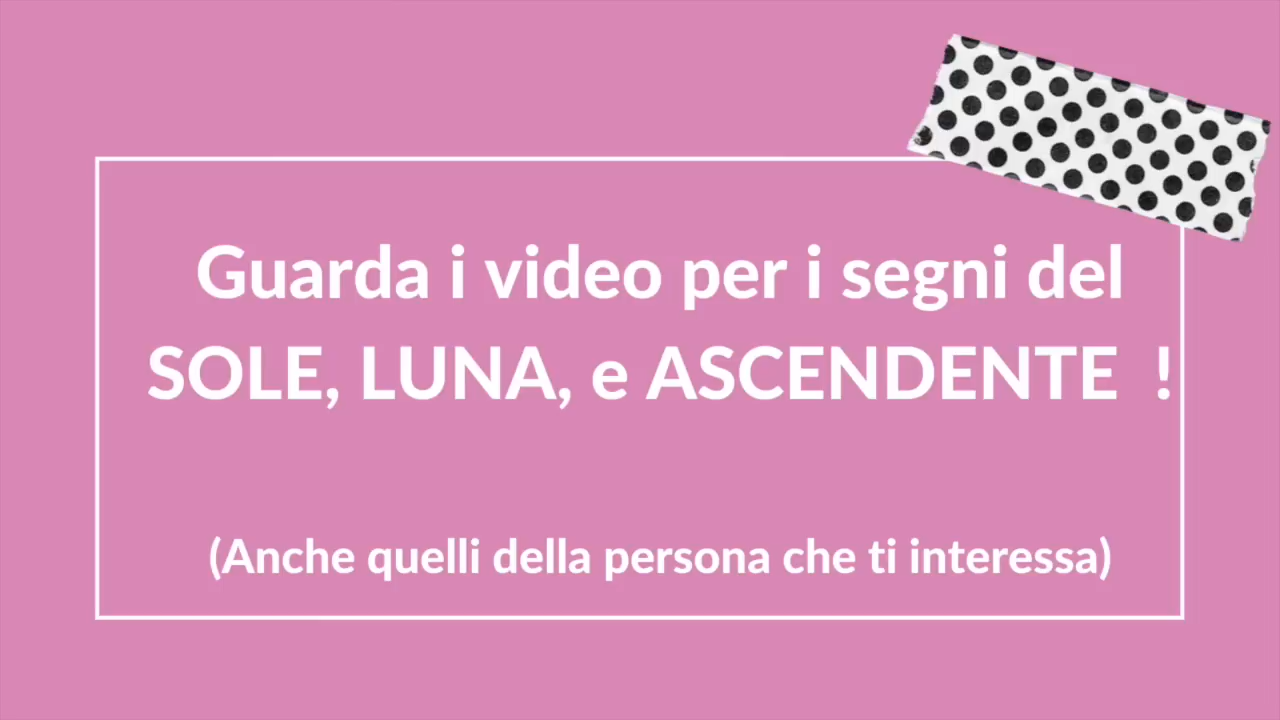 Guarda i video per i segni del
SOLE, LUNA, e ASCENDENTE !
(Anche quelli della persona che ti interessa)